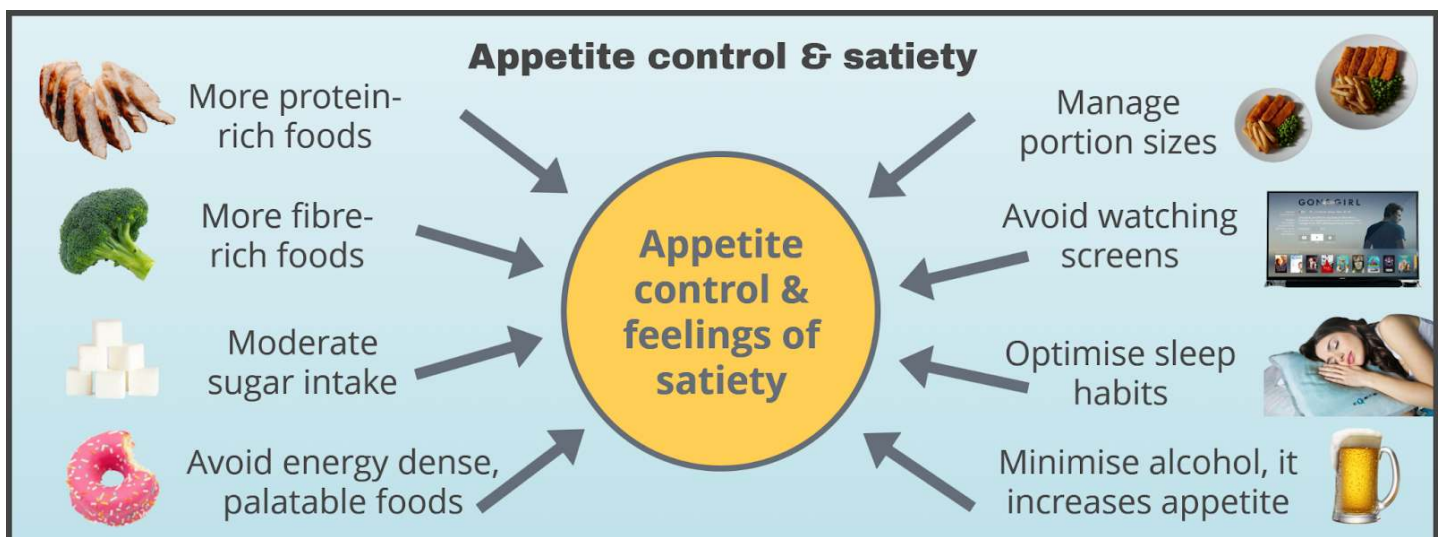 Appetite control & satiety
More protein-
rich foods
More fibre-
rich foods
Moderate
sugar intake
Avoid energy dense,
palatable foods
Appetite
control &
feelings of
satiety
Manage
portion sizes
Avoid watching
screens
GONE GIRL
Optimise sleep
habits
Minimise alcohol, it
increases appetite